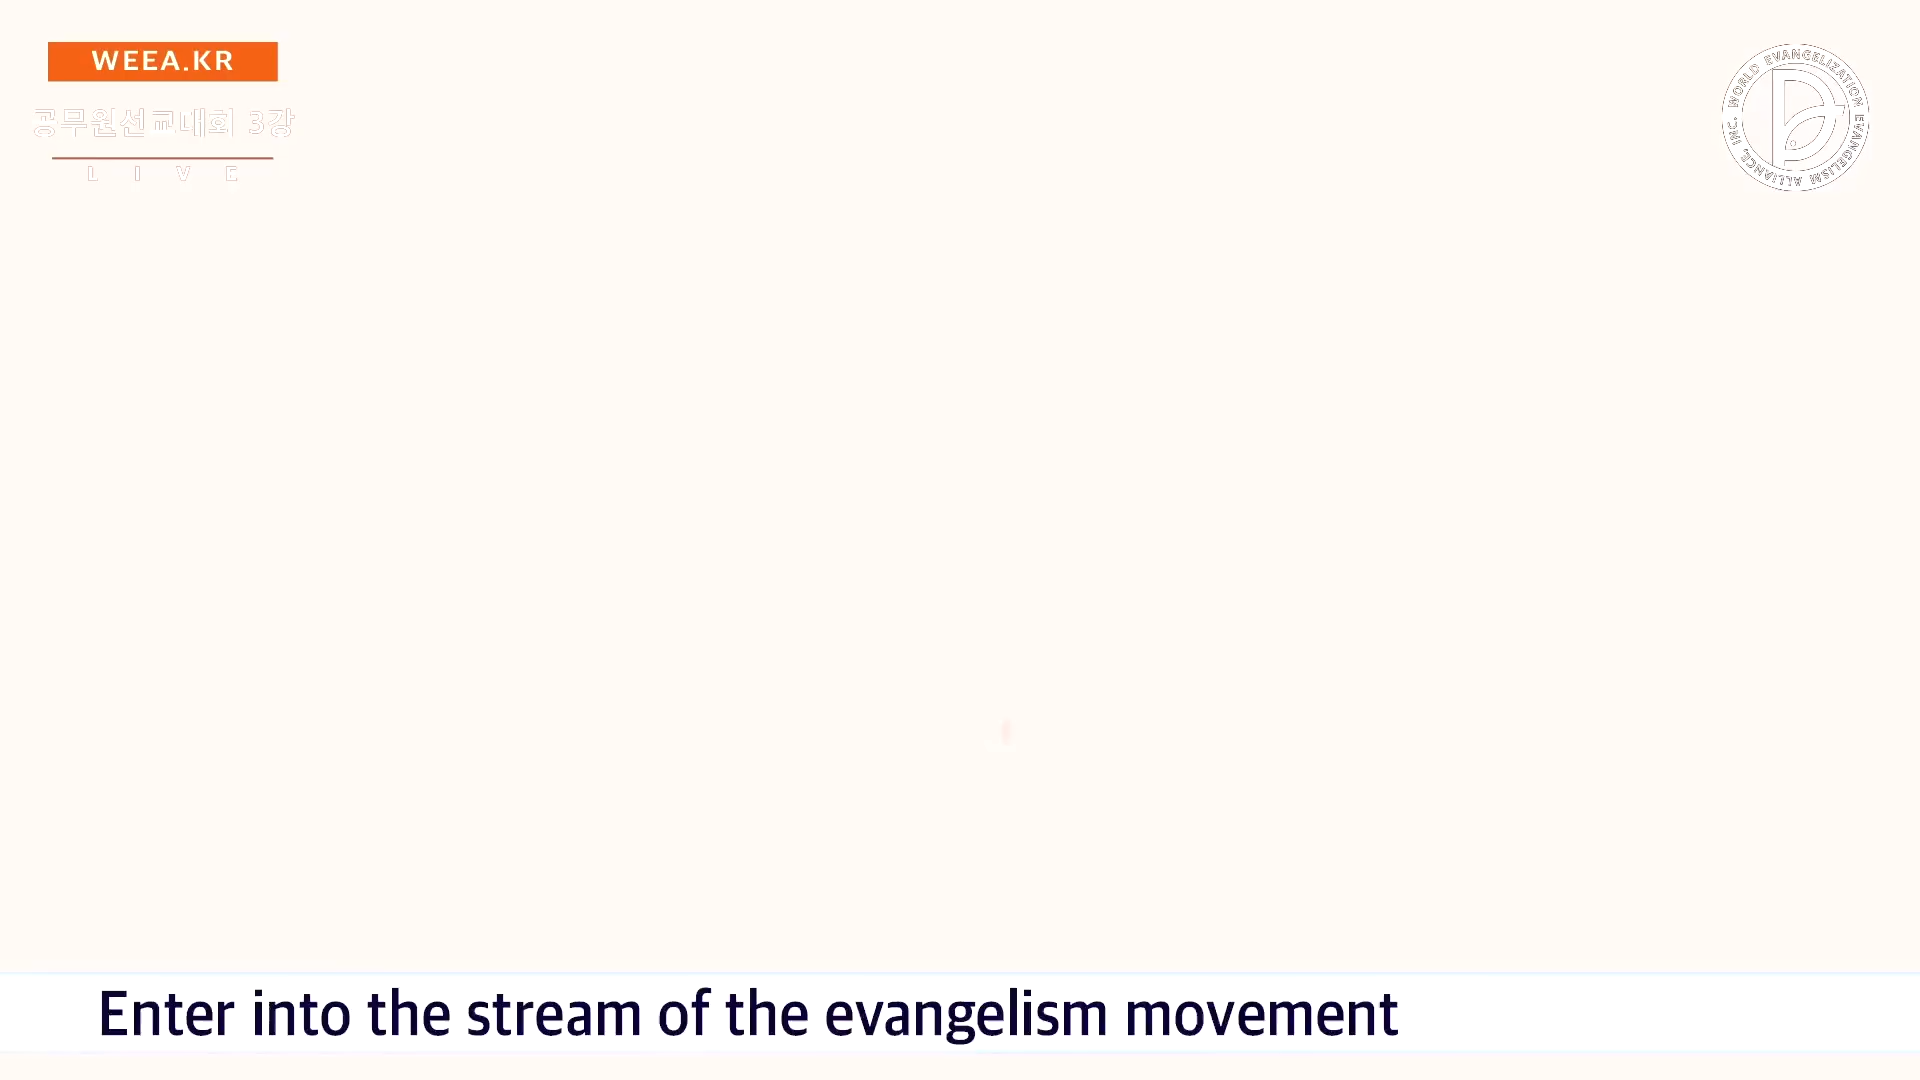 WEEA.KR
공무원선교대회 3강
LIVE
WORLD EVANGELIZATION EVANGELISM ALLIANCE, INC.
Enter into the stream of the evangelism movement